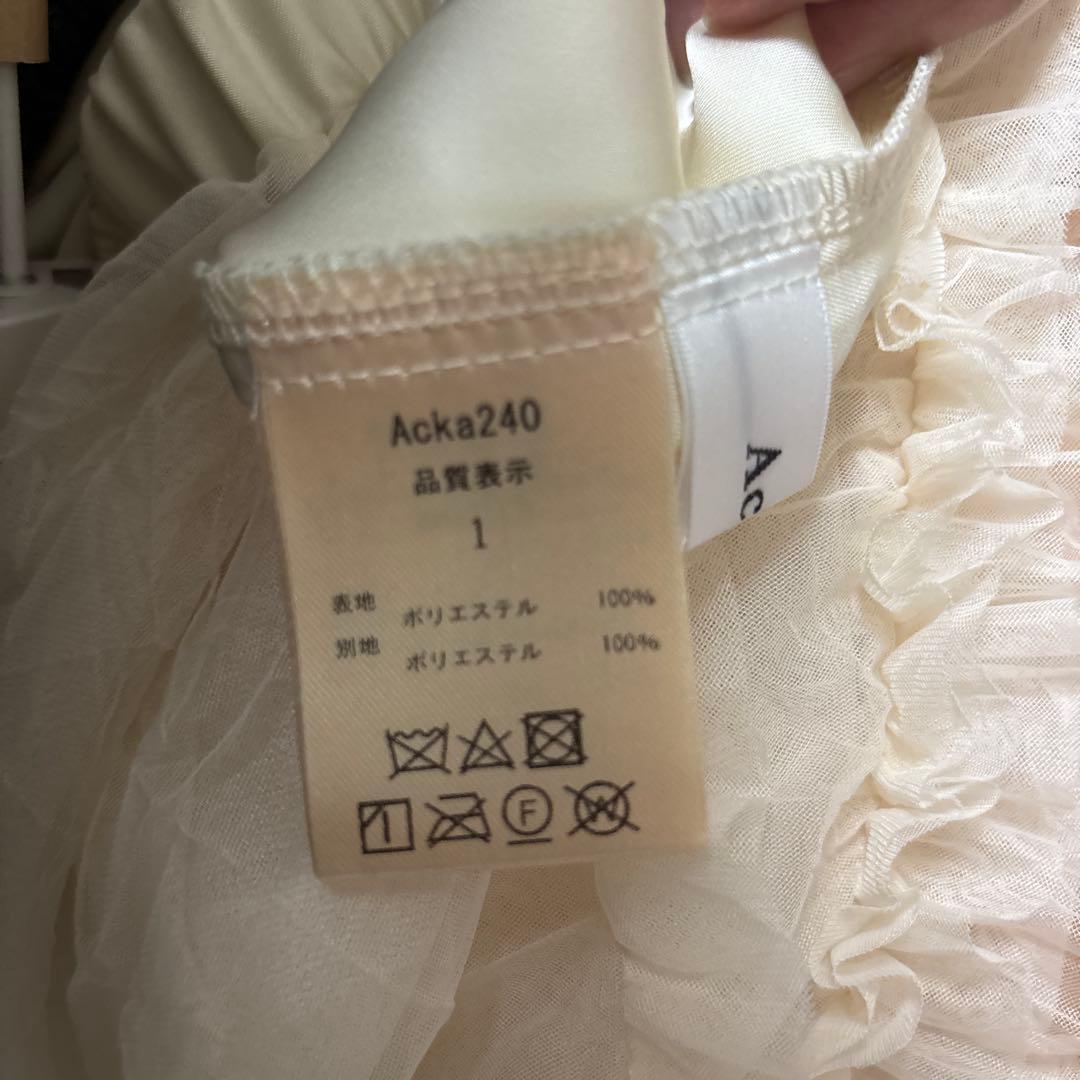 Acka240
品質表示
1
表地 ポリエステル 100%
別地 ポリエステル 100%
F
W
Ac